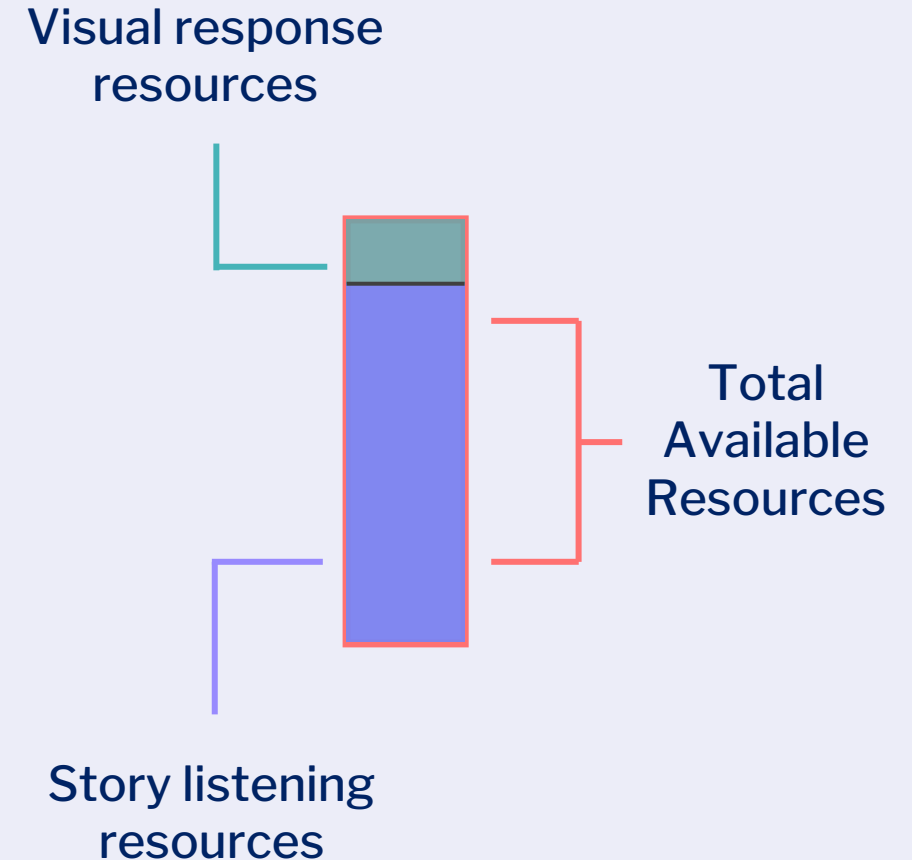 Visual response
resources
Total
Available
Resources
Story listening
resources